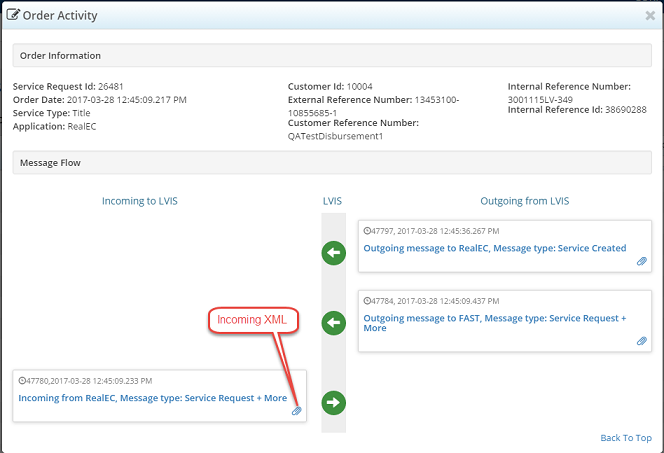 Order Activity
Order Information
Service Request Id: 26481
Order Date: 2017-03-28 12:45:09.217 PM
Service Type: Title
Application: RealEC
Customer Id: 10004
External Reference Number: 13453100-
10855685-1
Customer Reference Number:
QATestDisbursement1
Internal Reference Number:
3001115LV-349
Internal Reference Id: 38690288
Message Flow
Incoming to LVIS
LVIS
Outgoing from LVIS
47797, 2017-03-28 12:45:36.267 PM
Outgoing message to RealEC, Message type: Service Created
47784, 2017-03-28 12:45:09.437 PM
Outgoing message to FAST, Message type: Service Request +
More
Incoming XML
47780,2017-03-28 12:45:09.233 PM
Incoming from RealEC, Message type: Service Request + More
Back To Top